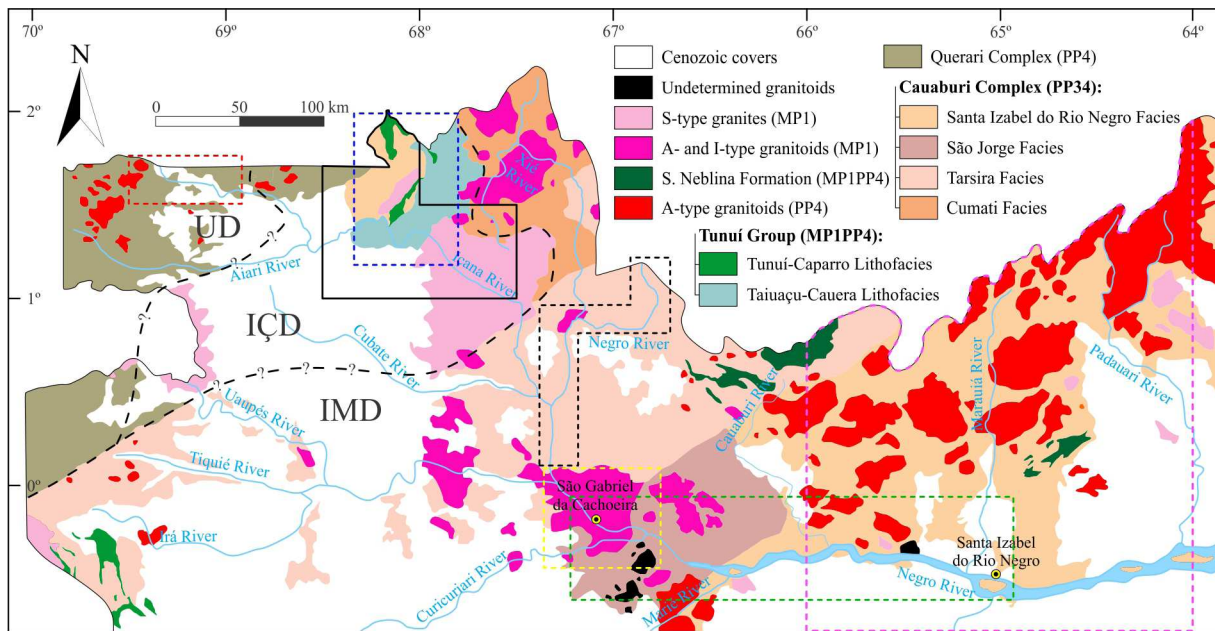 70º
69º
68º
67º
66º
65º
64º
N
0 50 100 km
2º
1º
0º
Cenozoic covers
Undetermined granitoids
S-type granites (MP1)
A- and I-type granitoids (MP1)
S. Neblina Formation (MP1PP4)
A-type granitoids (PP4)
Tunuí Group (MP1PP4):
Tunuí-Caparro Lithofacies
Taiuaçu-Cauera Lithofacies
Querari Complex (PP4)
Cauaburi Complex (PP34):
Santa Izabel do Rio Negro Facies
São Jorge Facies
Tarsira Facies
Cumati Facies
Xié
River
UD
Aiari River
Içana River
?
?
IÇD
Cubate River
Negro River
?
?
?
?
IMD
Uaupés River
Tiquié River
Cauaburi River
Marauiá River
Padauari River
São Gabriel
da Cachoeira
Irá River
Curicuriari River
Marié River
Santa Izabel
do Rio Negro
Negro River